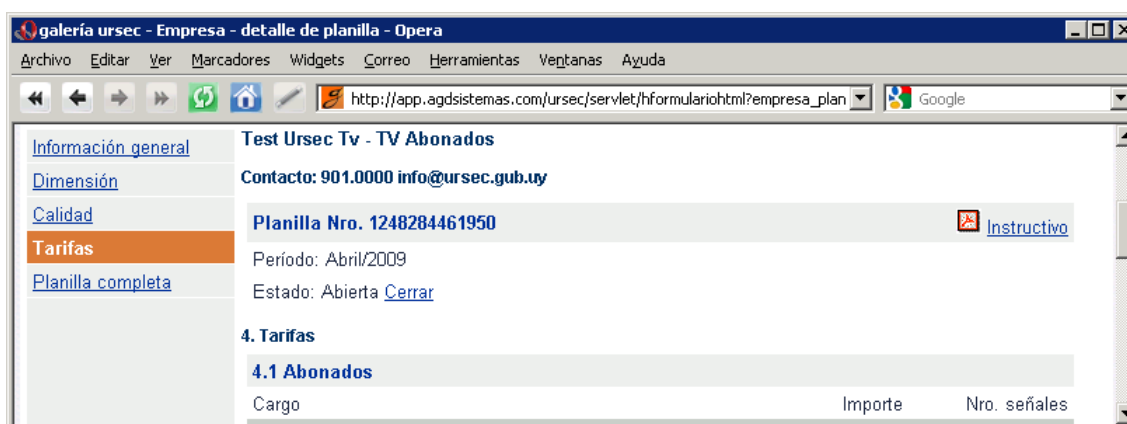 galería ursec - Empresa - detalle de planilla - Opera
Archivo Editar Ver Marcadores Widgets Correo Herramientas Ventanas Ayuda
http://app.agdsistemas.com/ursec/servlet/hformulariohtml?empresa_plan Google
Información general
Dimensión
Calidad
Tarifas
Planilla completa
Test Ursec Tv - TV Abonados
Contacto: 901.0000 info@ursec.gub.uy
Planilla Nro. 1248284461950 Instructivo
Período: Abril/2009
Estado: Abierta Cerrar
4. Tarifas
4.1 Abonados
Cargo Importe Nro. señales